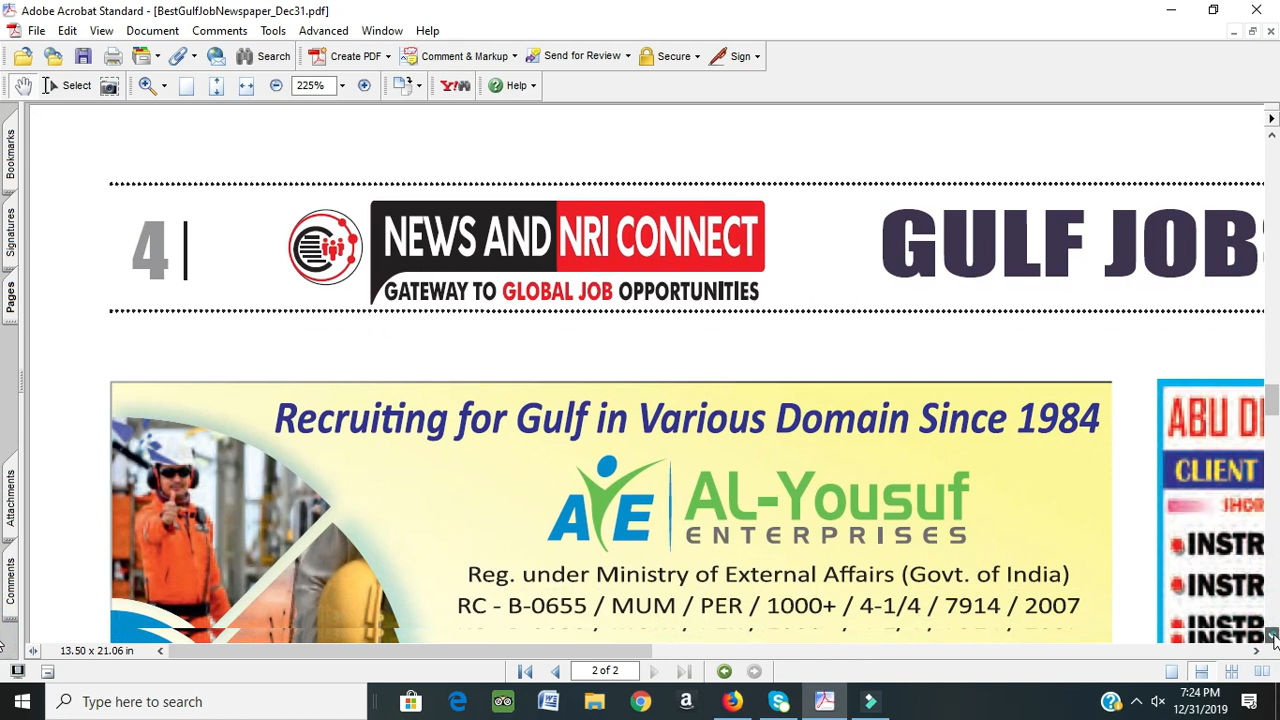 Adobe Acrobat Standard - [BestGulfJobNewspaper_Dec31.pdf]
File Edit View Document Comments Tools Advanced Window Help
Search Create PDF Comment & Markup Send for Review Secure Sign
Select 225% Y! Help
Bookmarks
Signatures
Pages
Attachments
Comments
4
NEWS AND NRI CONNECT
GATEWAY TO GLOBAL JOB OPPORTUNITIES
GULF JOB
Recruiting for Gulf in Various Domain Since 1984
AYE AL-Yousuf
ENTERPRISES
Reg. under Ministry of External Affairs (Govt. of India)
RC - B-0655 / MUM / PER / 1000+ / 4-1/4 / 7914 / 2007
ABU D
CLIENT
INSTR
INSTR
INSTR
13.50 x 21.06 in
2 of 2
Type here to search
7:24 PM
12/31/2019